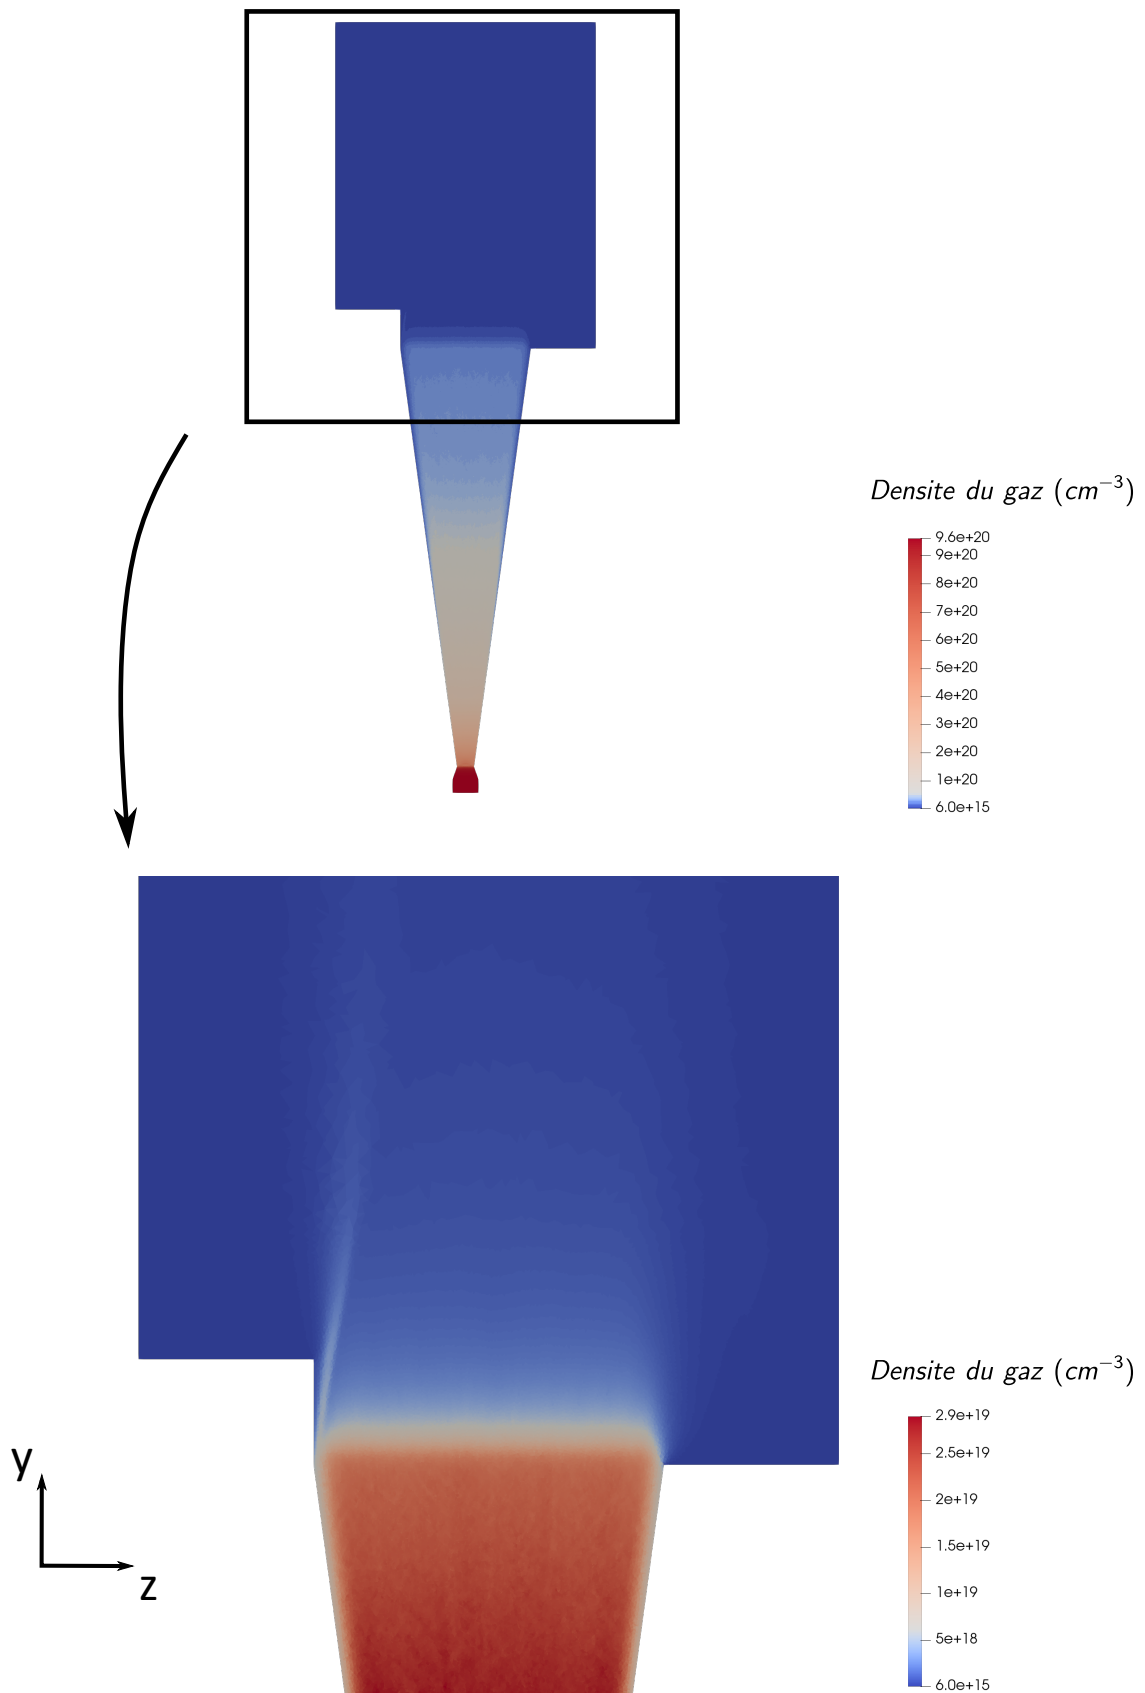 Densite du gaz (cm⁻³)
9.6e+20
9e+20
8e+20
7e+20
6e+20
5e+20
4e+20
3e+20
2e+20
1e+20
6.0e+15
Densite du gaz (cm⁻³)
2.9e+19
2.5e+19
2e+19
1.5e+19
1e+19
5e+18
6.0e+15
y
z